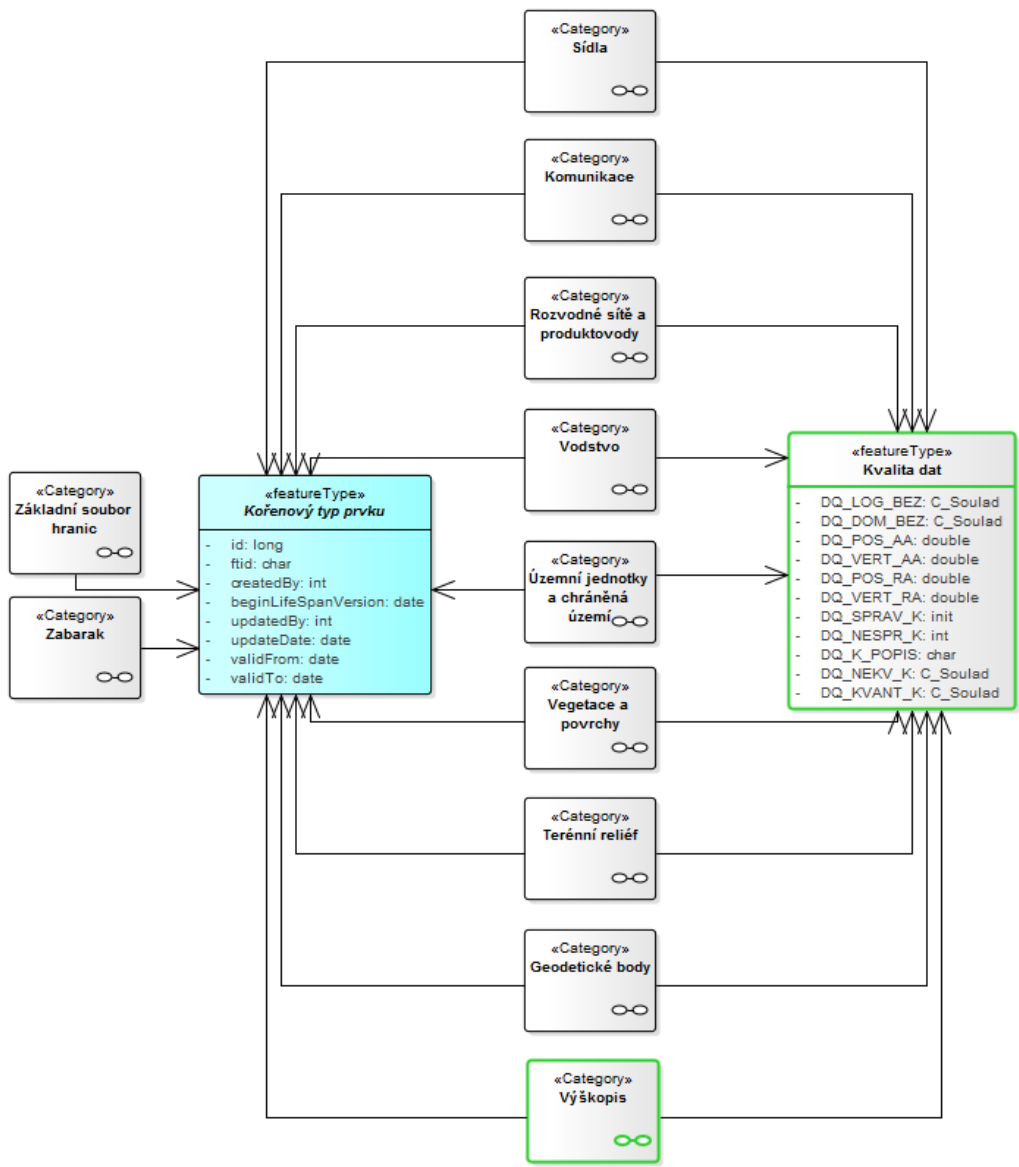 «Category»
Sídla
«Category»
Komunikace
«Category»
Rozvodné sítě a
produktovody
«Category»
Vodstvo
«featureType»
Kvalita dat
- DQ_LOG_BEZ: C_Soulad
- DQ_DOM_BEZ: C_Soulad
- DQ_POS_AA: double
- DQ_VERT_AA: double
- DQ_POS_RA: double
- DQ_VERT_RA: double
- DQ_SPRAV_K: init
- DQ_NESPR_K: int
- DQ_K_POPIS: char
- DQ_NEKV_K: C_Soulad
- DQ_KVANT_K: C_Soulad
«Category»
Základní soubor
hranic
«Category»
Zabarak
«featureType»
Kořenový typ prvku
- id: long
- ftid: char
- createdBy: int
- beginLifeSpanVersion: date
- updatedBy: int
- updateDate: date
- validFrom: date
- validTo: date
«Category»
Územní jednotky
a chráněná
území
«Category»
Vegetace a
povrchy
«Category»
Terénní reliéf
«Category»
Geodetické body
«Category»
Výškopis